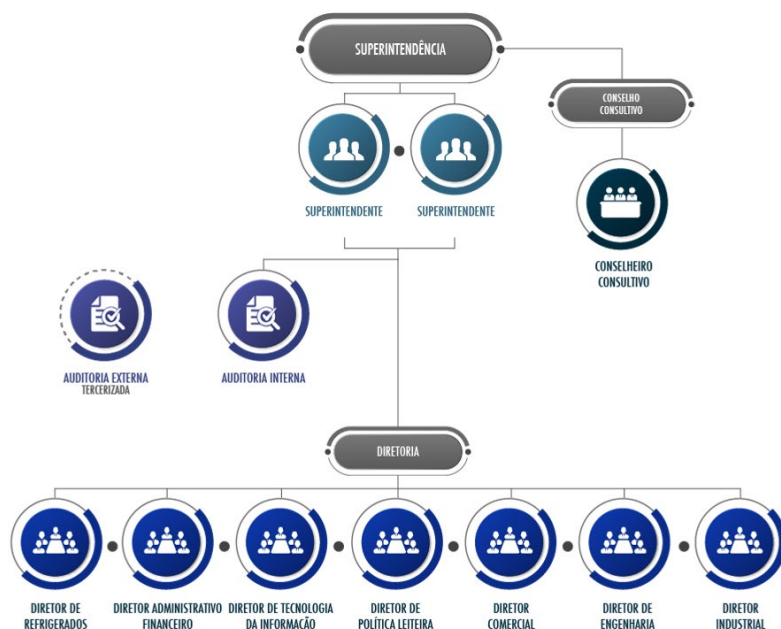 SUPERINTENDÊNCIA
CONSELHO
CONSULTIVO
SUPERINTENDENTE
SUPERINTENDENTE
CONSELHEIRO
CONSULTIVO
AUDITORIA EXTERNA
TERCERIZADA
AUDITORIA INTERNA
DIRETORIA
DIRETOR DE
REFRIGERADOS
DIRETOR ADMINISTRATIVO
FINANCEIRO
DIRETOR DE TECNOLOGIA
DA INFORMAÇÃO
DIRETOR DE
POLÍTICA LEITEIRA
DIRETOR
COMERCIAL
DIRETOR
DE ENGENHARIA
DIRETOR
INDUSTRIAL